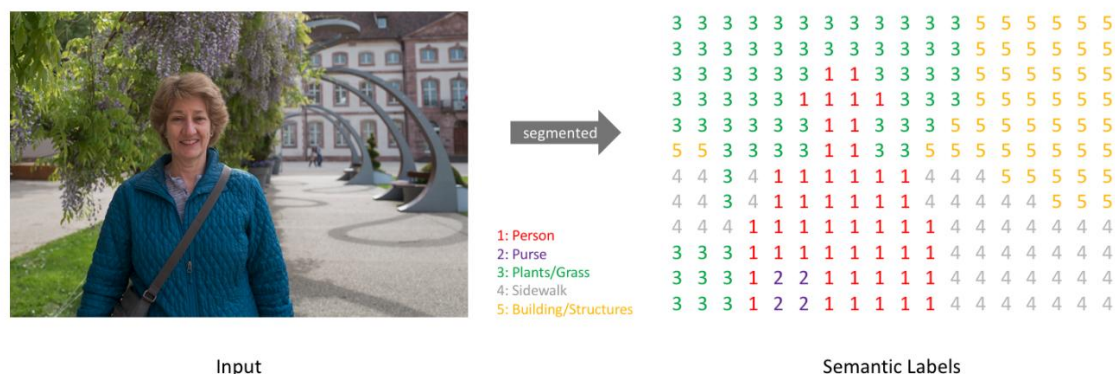 segmented
1: Person
2: Purse
3: Plants/Grass
4: Sidewalk
5: Building/Structures
3 3 3 3 3 3 3 3 3 3 3 3 5 5 5 5 5 5
3 3 3 3 3 3 3 3 3 3 3 3 5 5 5 5 5 5
3 3 3 3 3 3 1 1 3 3 3 3 5 5 5 5 5 5
3 3 3 3 3 1 1 1 1 3 3 3 5 5 5 5 5 5
3 3 3 3 3 3 1 1 3 3 3 5 5 5 5 5 5 5
5 5 3 3 3 3 1 1 3 3 5 5 5 5 5 5 5 5
4 4 3 4 1 1 1 1 1 1 4 4 4 5 5 5 5 5
4 4 3 4 1 1 1 1 1 1 4 4 4 4 4 5 5 5
4 4 4 1 1 1 1 1 1 1 1 4 4 4 4 4 4 4
3 3 3 1 1 1 1 1 1 1 1 4 4 4 4 4 4 4
3 3 3 1 2 2 1 1 1 1 1 4 4 4 4 4 4 4
3 3 3 1 2 2 1 1 1 1 1 4 4 4 4 4 4 4
Input
Semantic Labels